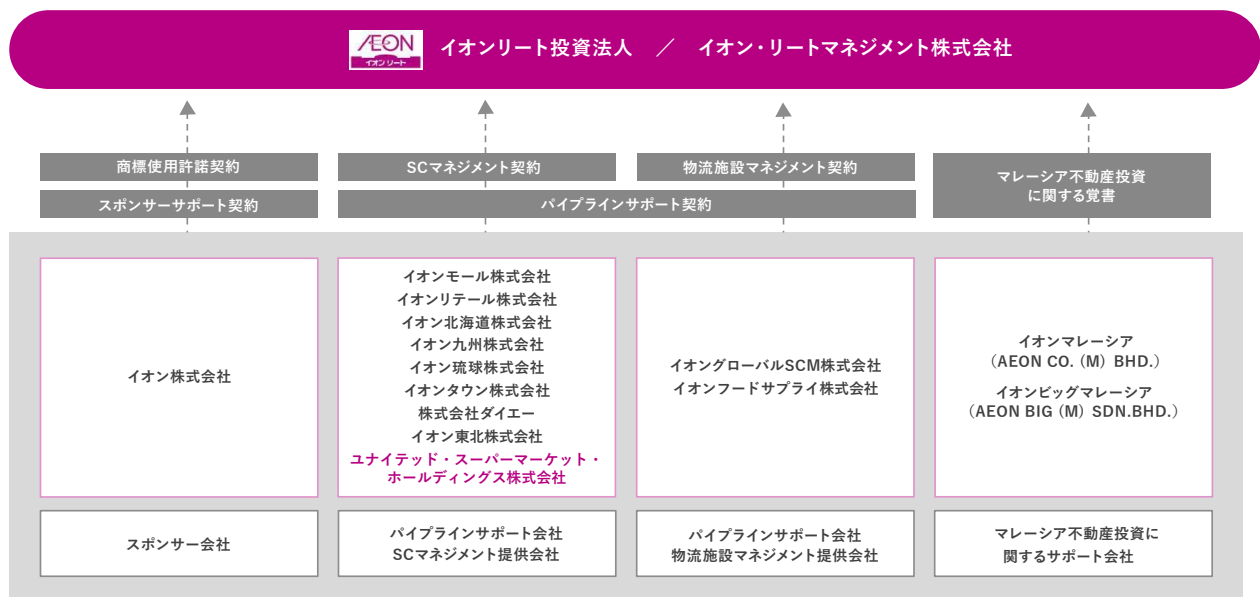 AEON
イオンリート
イオンリート投資法人 ／ イオン・リートマネジメント株式会社
商標使用許諾契約
SCマネジメント契約
物流施設マネジメント契約
マレーシア不動産投資
に関する覚書
スポンサーサポート契約
パイプラインサポート契約
イオン株式会社
イオンモール株式会社
イオンリテール株式会社
イオン北海道株式会社
イオン九州株式会社
イオン琉球株式会社
イオンタウン株式会社
株式会社ダイエー
イオン東北株式会社
ユナイテッド・スーパーマーケット・
ホールディングス株式会社
イオングローバルSCM株式会社
イオンフードサプライ株式会社
イオンマレーシア
（AEON CO. (M) BHD.）
イオンビッグマレーシア
（AEON BIG (M) SDN.BHD.）
スポンサー会社
パイプラインサポート会社
SCマネジメント提供会社
パイプラインサポート会社
物流施設マネジメント提供会社
マレーシア不動産投資に
関するサポート会社